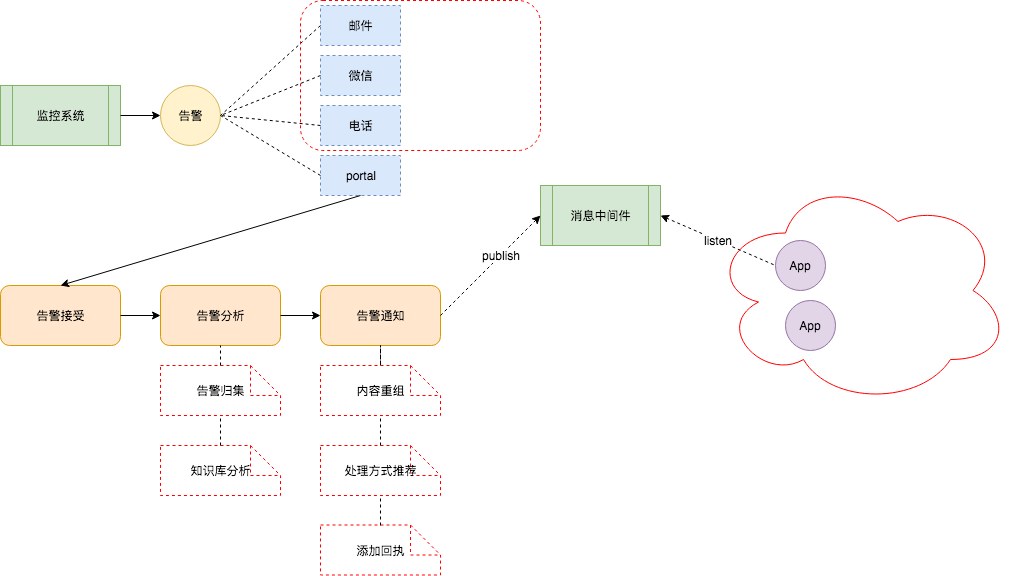 邮件
微信
监控系统
告警
电话
portal
消息中间件
listen
publish
App
告警接受
告警分析
告警通知
App
告警归集
内容重组
知识库分析
处理方式推荐
添加回执